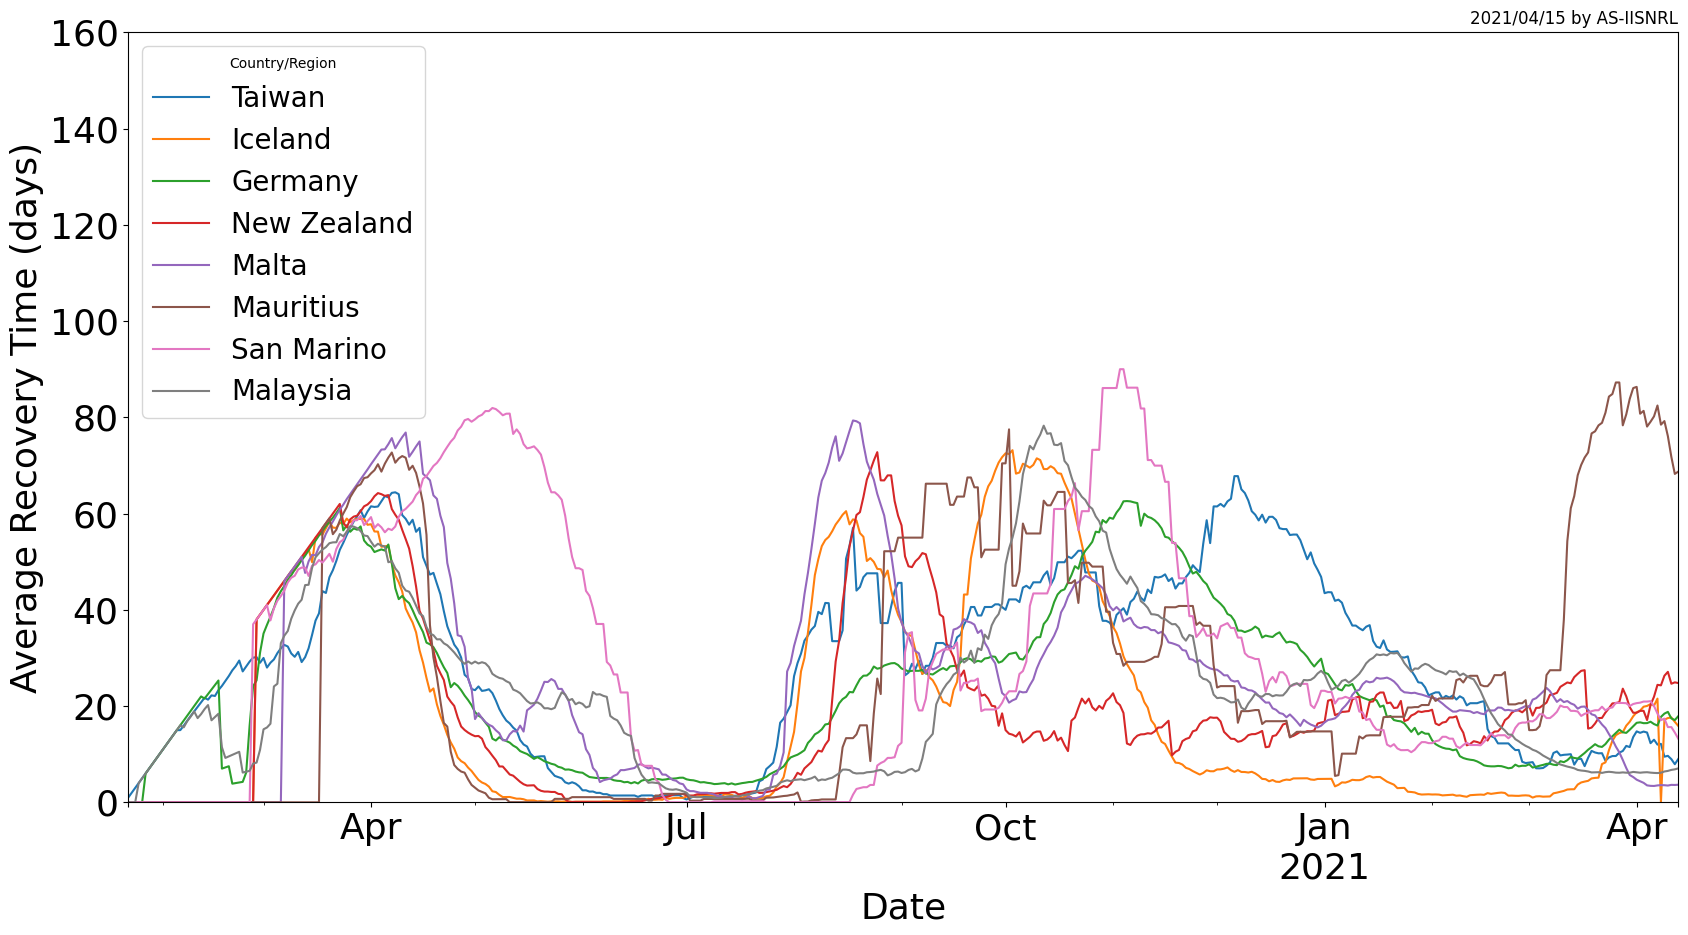 2021/04/15 by AS-IISNRL
Average Recovery Time (days)
160
140
120
100
80
60
40
20
0
Country/Region
Taiwan
Iceland
Germany
New Zealand
Malta
Mauritius
San Marino
Malaysia
Apr Jul Oct Jan Apr
2021
Date